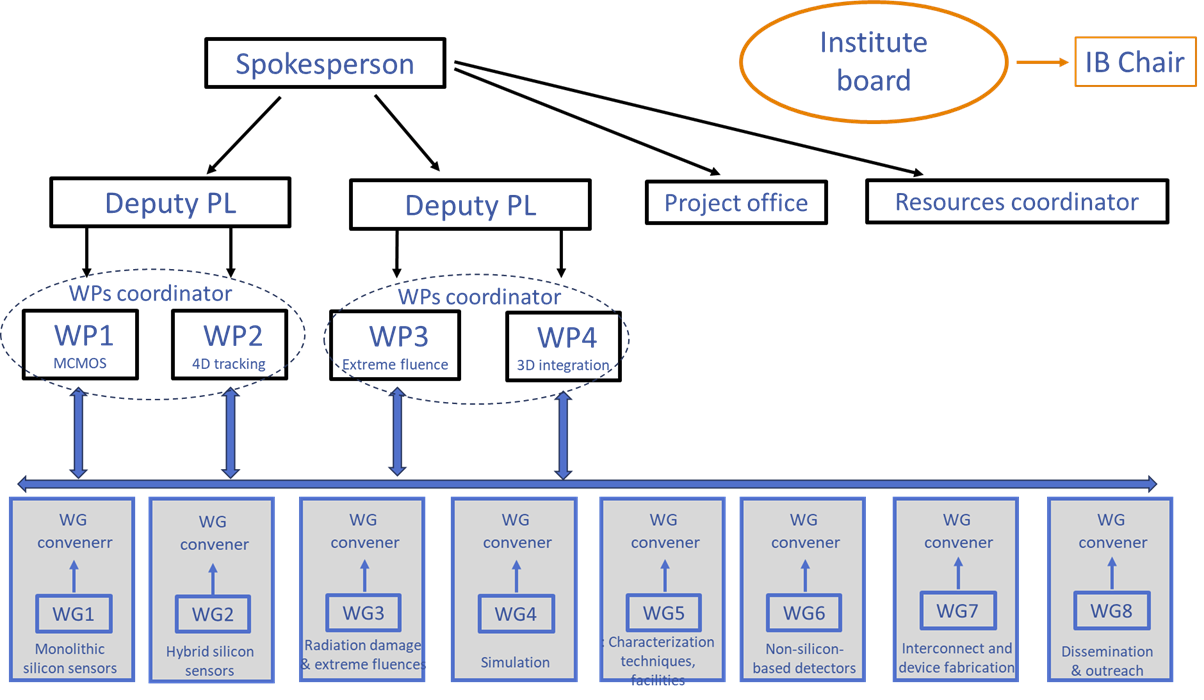 Spokesperson
Institute
board
IB Chair
Deputy PL
Deputy PL
Project office
Resources coordinator
WPs coordinator
WP1
MCMOS
WP2
4D tracking
WPs coordinator
WP3
Extreme fluence
WP4
3D integration
WG
convenerr
WG1
Monolithic
silicon sensors
WG
convener
WG2
Hybrid silicon
sensors
WG
convener
WG3
Radiation damage
& extreme fluences
WG
convener
WG4
Simulation
WG
convener
WG5
: Characterization
techniques,
facilities
WG
convener
WG6
Non-silicon-
based detectors
WG
convener
WG7
Interconnect and
device fabrication
WG
convener
WG8
Dissemination
& outreach